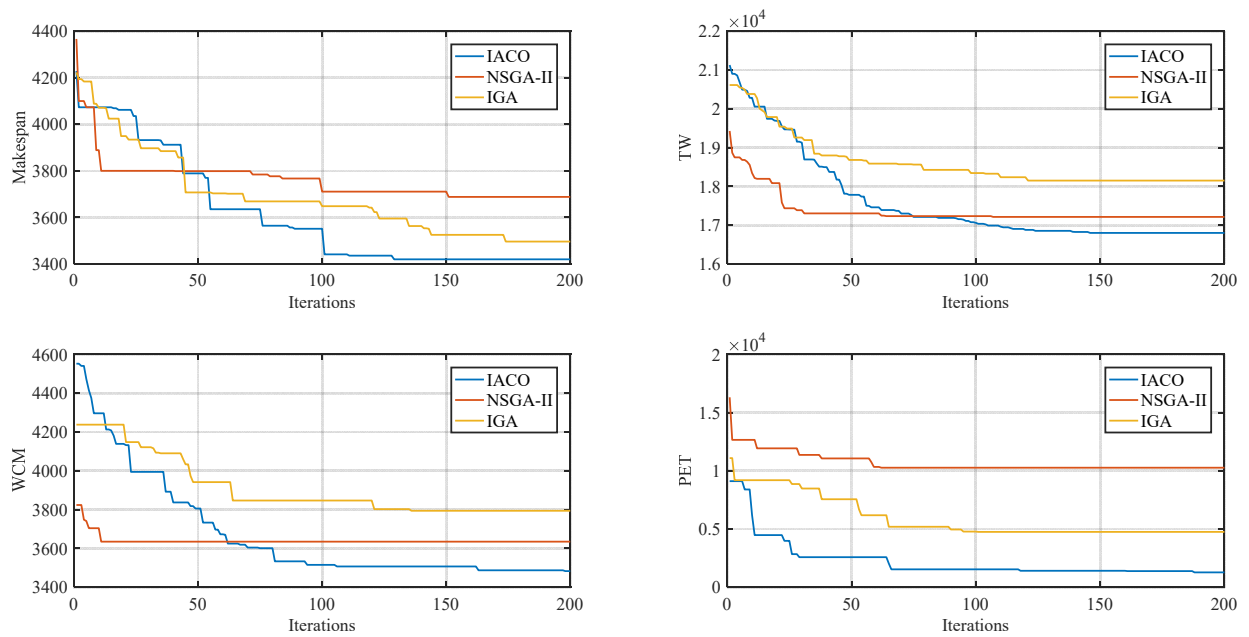 4400
4200
4000
3800
3600
3400
Makespan
IACO
NSGA-II
IGA
0 50 100 150 200
Iterations
×10⁴
2.2
2.1
2
1.9
1.8
1.7
1.6
TW
IACO
NSGA-II
IGA
0 50 100 150 200
Iterations
4600
4400
4200
4000
3800
3600
3400
WCM
IACO
NSGA-II
IGA
0 50 100 150 200
Iterations
×10⁴
2
1.5
1
0.5
0
PET
IACO
NSGA-II
IGA
0 50 100 150 200
Iterations